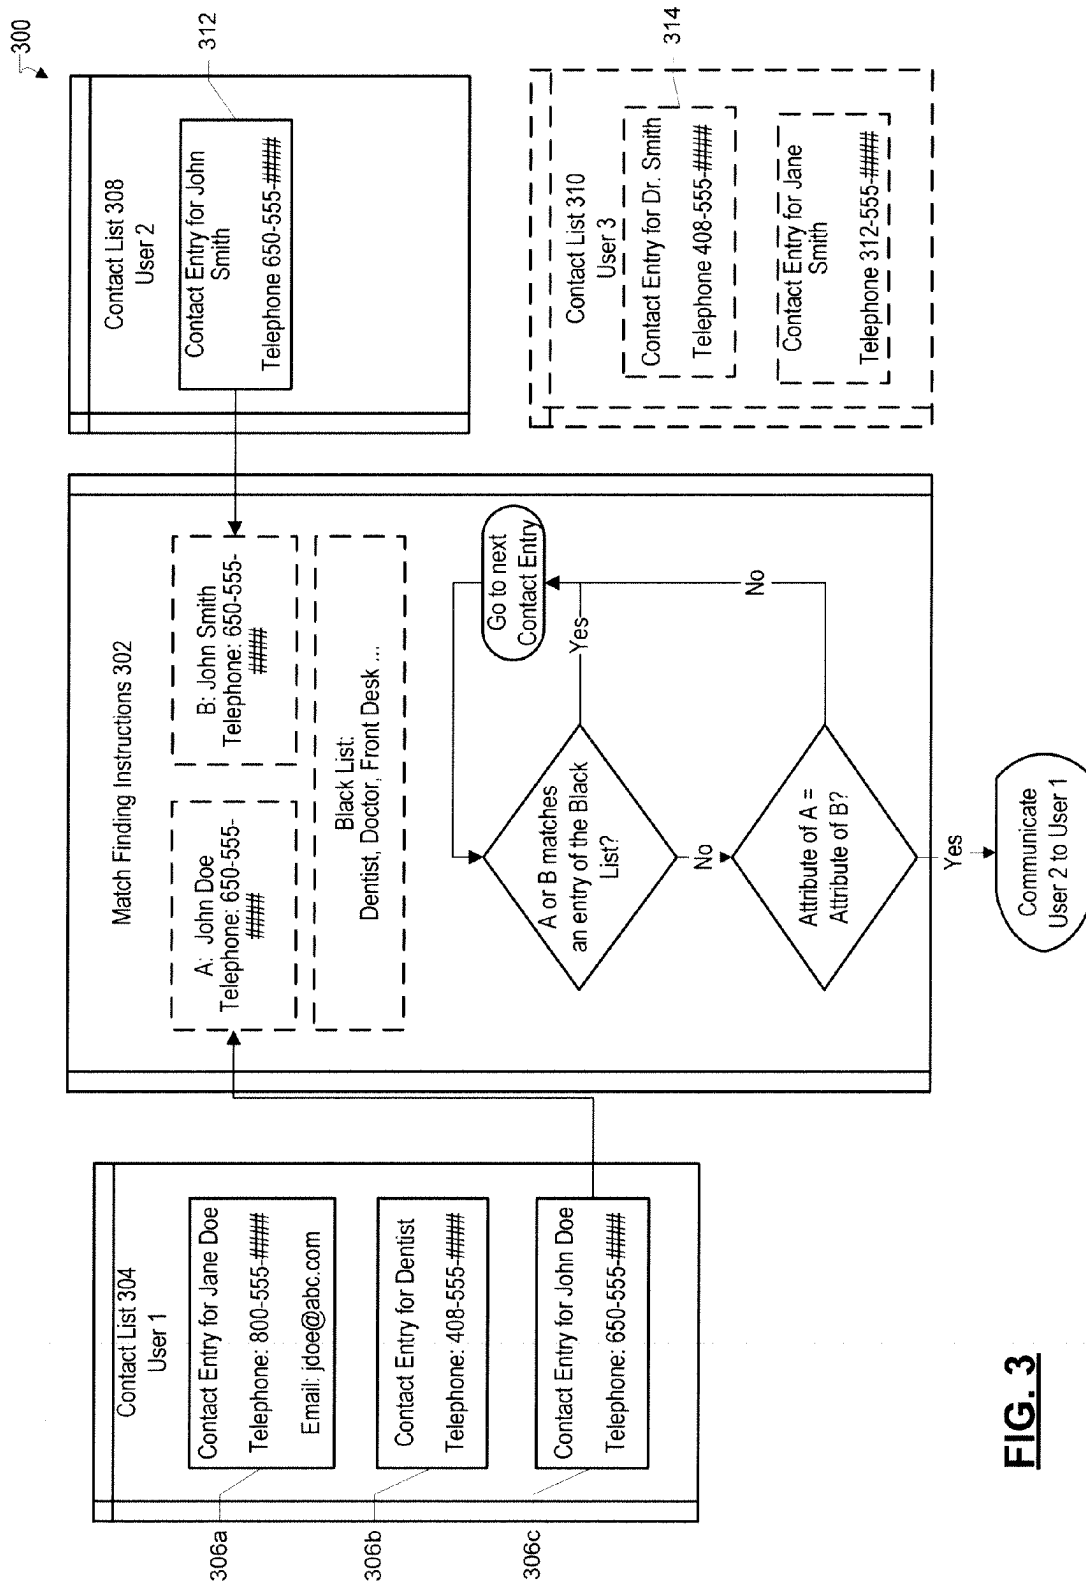 300
Contact List 304
User 1
306a
Contact Entry for Jane Doe
Telephone: 800-555-####
Email: jdoe@abc.com
306b
Contact Entry for Dentist
Telephone: 408-555-####
306c
Contact Entry for John Doe
Telephone: 650-555-####
Match Finding Instructions 302
A: John Doe
Telephone: 650-555-
####
B: John Smith
Telephone: 650-555-
####
Black List:
Dentist, Doctor, Front Desk ...
Go to next
Contact Entry
A or B matches
an entry of the Black
List?
Yes
No
Attribute of A =
Attribute of B?
No
Yes
Communicate
User 2 to User 1
Contact List 308
User 2
312
Contact Entry for John
Smith
Telephone 650-555-####
Contact List 310
User 3
314
Contact Entry for Dr. Smith
Telephone 408-555-####
Contact Entry for Jane
Smith
Telephone 312-555-####
FIG. 3